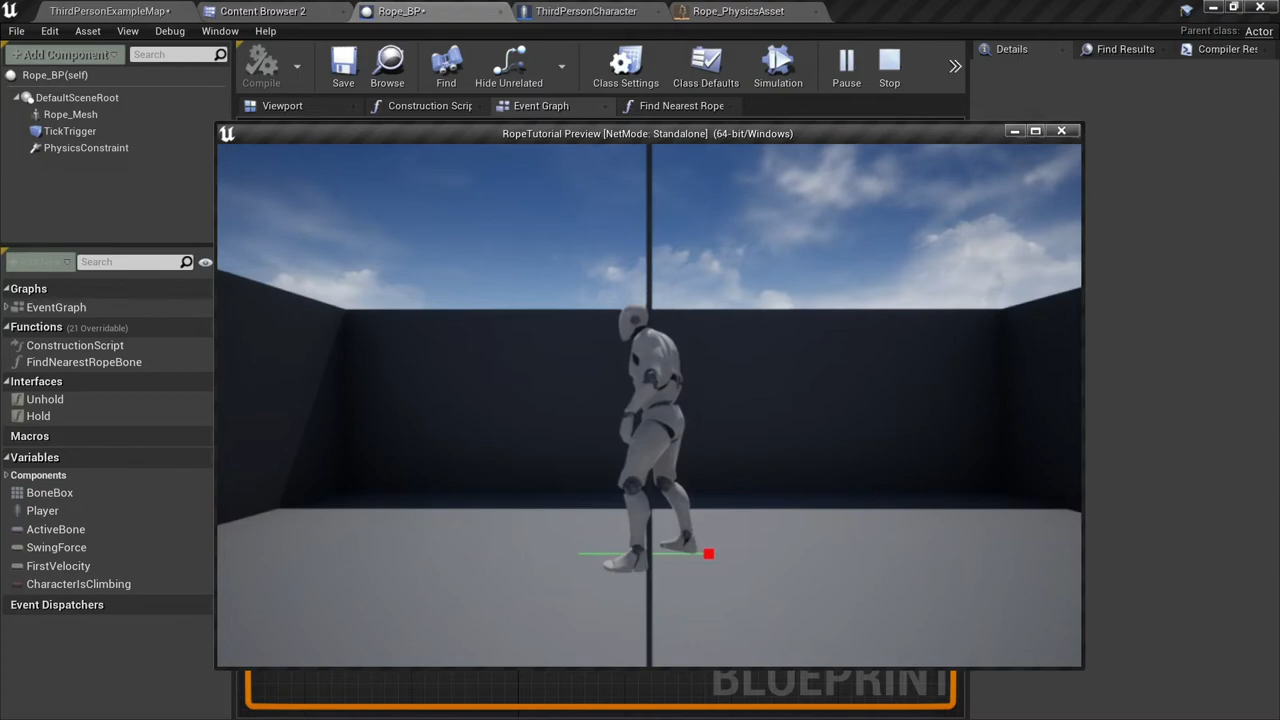 ThirdPersonExampleMap•
Content Browser 2
Rope_BP•
ThirdPersonCharacter
Rope_PhysicsAsset
File
Edit
Asset
View
Debug
Window
Help
Parent class: Actor
+Add Component
Search
Rope_BP(self)
DefaultSceneRoot
Rope_Mesh
TickTrigger
PhysicsConstraint
Compile
Save
Browse
Find
Hide Unrelated
Class Settings
Class Defaults
Simulation
Pause
Stop
Details
Find Results
Compiler Res
Viewport
Construction Scrip
Event Graph
Find Nearest Rope
RopeTutorial Preview [NetMode: Standalone] (64-bit/Windows)
Search
Graphs
EventGraph
Functions (21 Overridable)
ConstructionScript
FindNearestRopeBone
Interfaces
Unhold
Hold
Macros
Variables
Components
BoneBox
Player
ActiveBone
SwingForce
FirstVelocity
CharacterIsClimbing
Event Dispatchers
BLUEPRINT